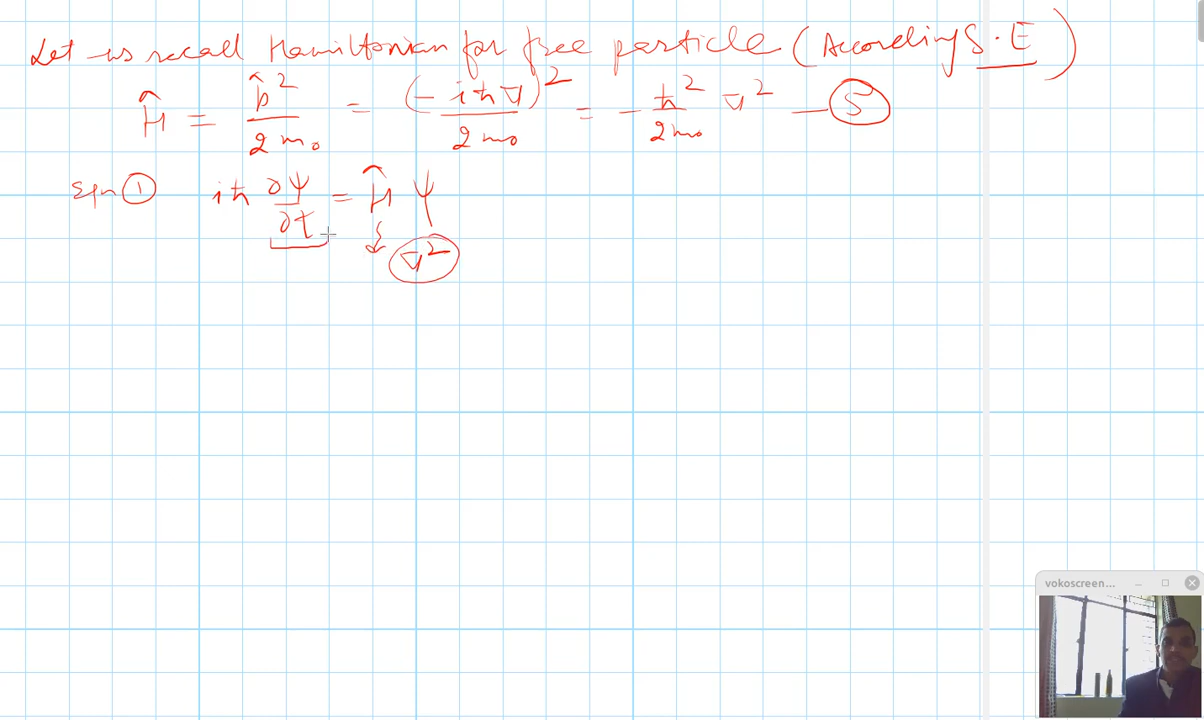 Let us recall Hamiltonian for free particle (According S.E)
Ĥ = p̂²/2m₀ = (-iħ∇)²/2m₀ = -ħ²/2m₀ ∇² — ⑤
Eqn ① iħ ∂ψ/∂t = Ĥ ψ
↓ ∇²
vokoscreen...